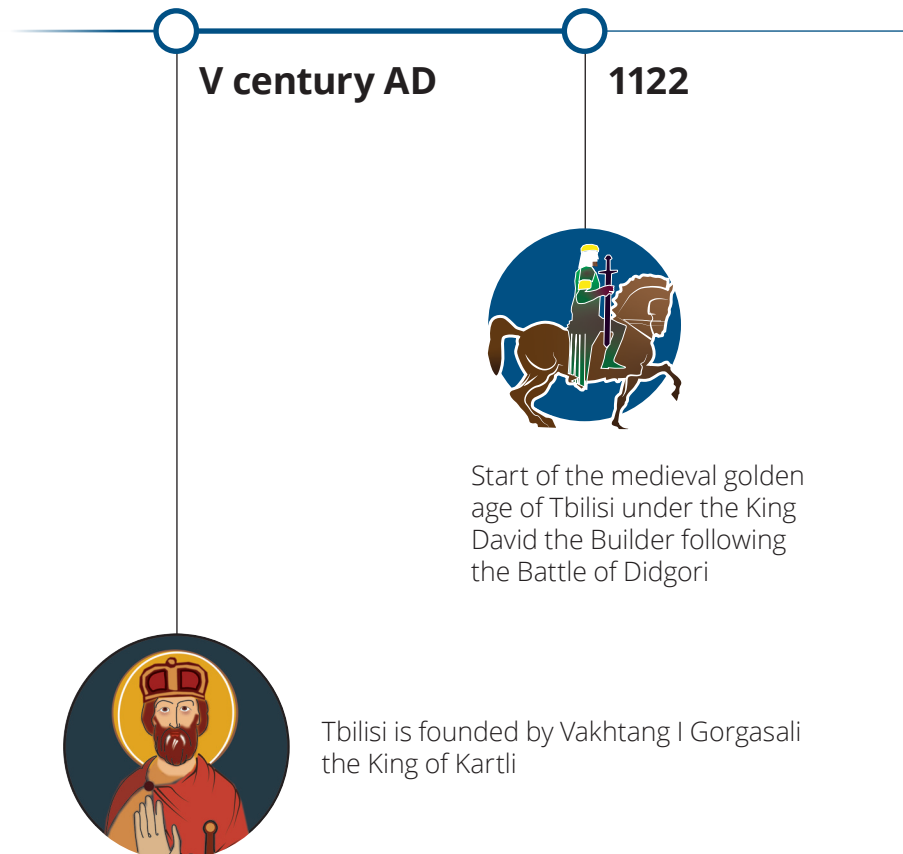 V century AD
1122
Start of the medieval golden
age of Tbilisi under the King
David the Builder following
the Battle of Didgori
Tbilisi is founded by Vakhtang I Gorgasali
the King of Kartli